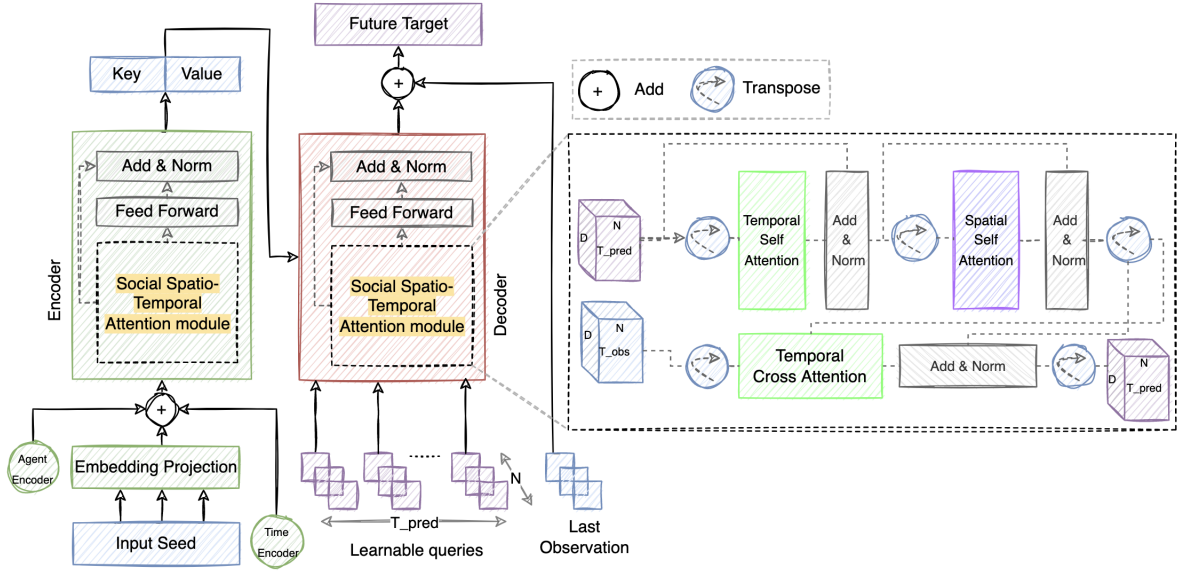 Future Target
Key
Value
+
+
Add
Transpose
Encoder
Add & Norm
Feed Forward
Social Spatio-
Temporal
Attention module
Decoder
Add & Norm
Feed Forward
Social Spatio-
Temporal
Attention module
D
N
T_pred
Temporal
Self
Attention
Add
&
Norm
Spatial
Self
Attention
Add
&
Norm
D
N
T_obs
Temporal
Cross Attention
Add & Norm
D
N
T_pred
+
Agent
Encoder
Embedding Projection
Input Seed
Time
Encoder
N
T_pred
Learnable queries
Last
Observation